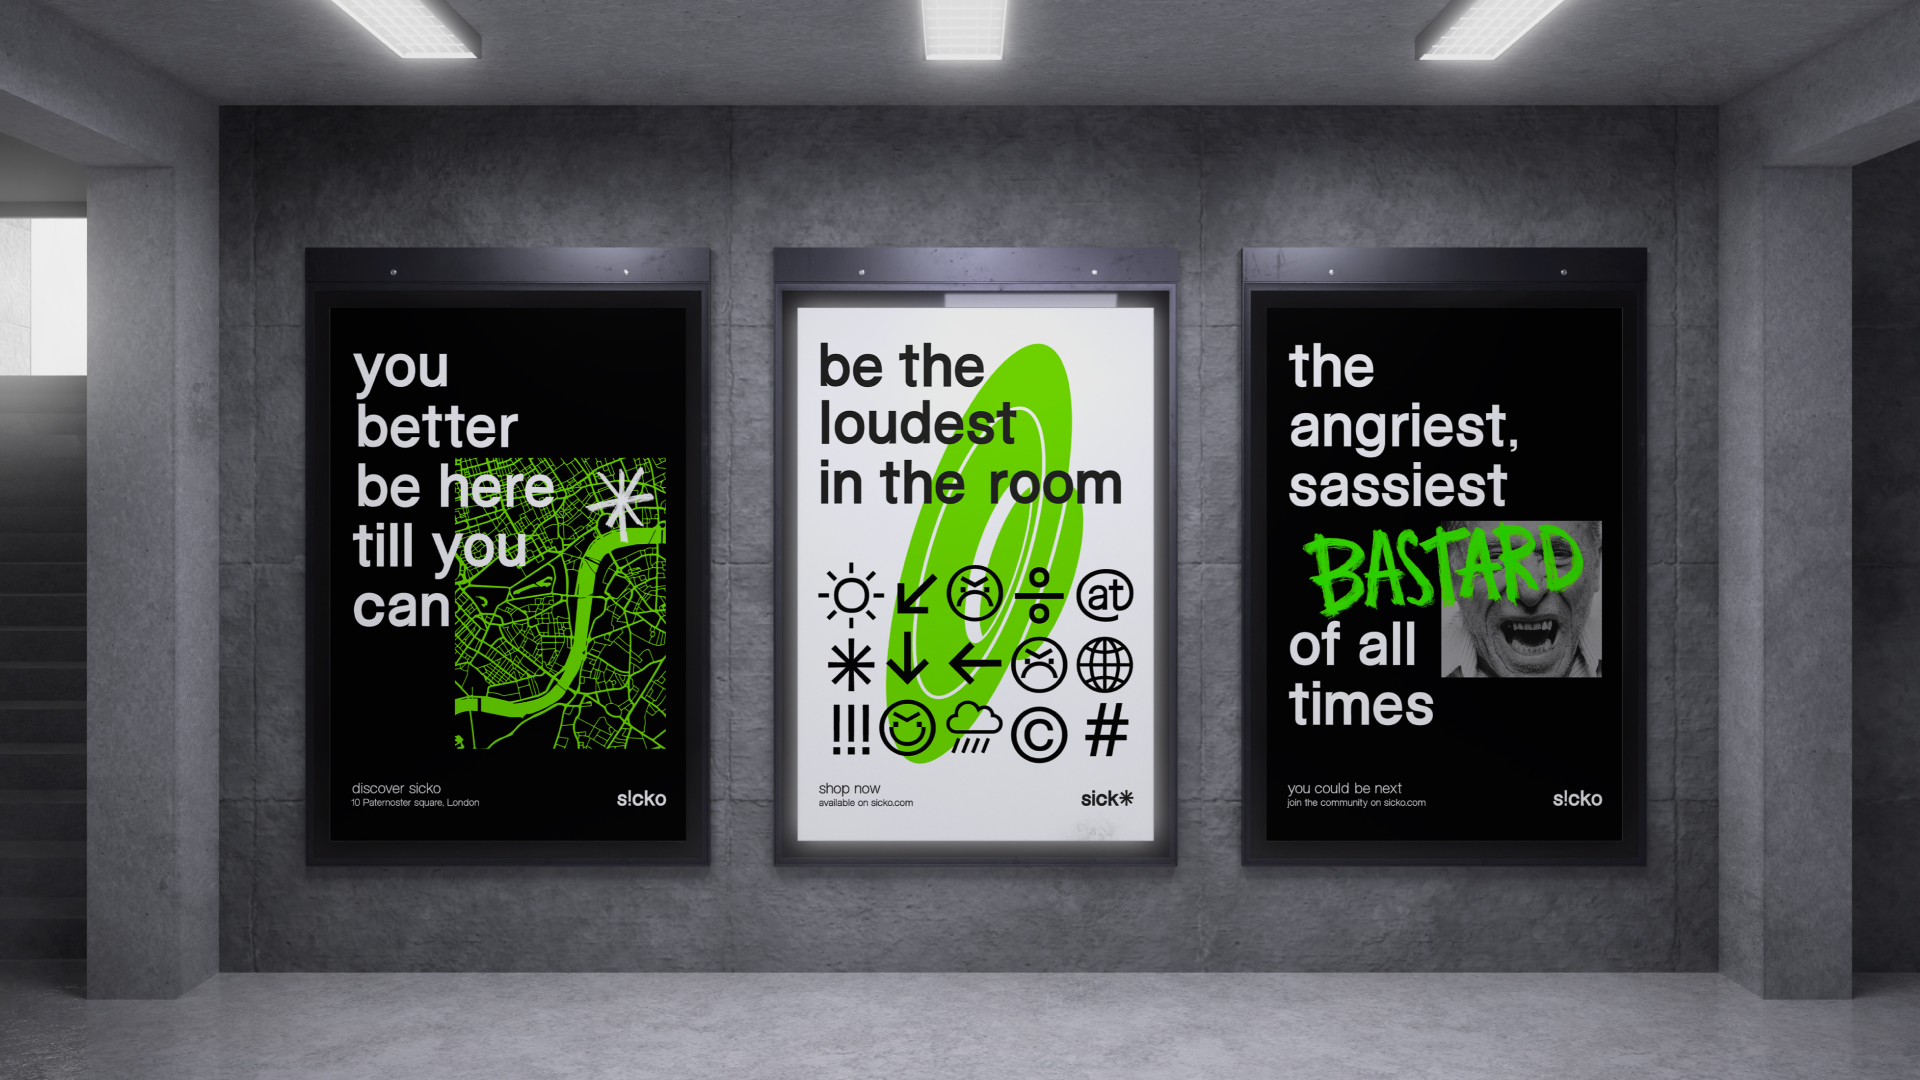 you
better
be here
till you
can
discover sicko
10 Paternoster square, London
s!cko
be the
loudest
in the room
at
!!!
©
#
shop now
available on sicko.com
sick*
the
angriest,
sassiest
BASTARD
of all
times
you could be next
join the community on sicko.com
s!cko